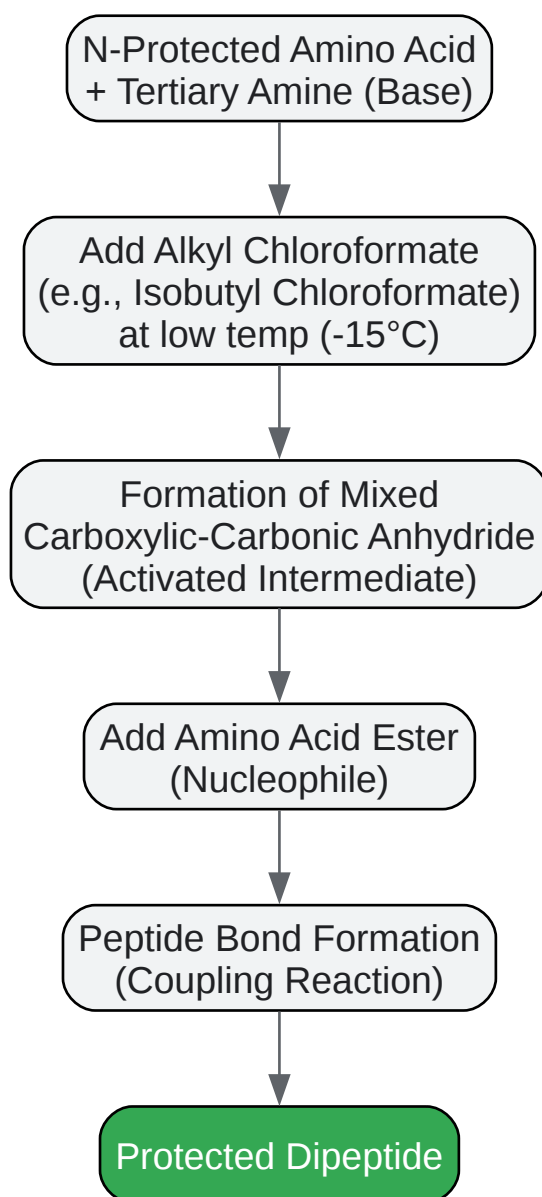 N-Protected Amino Acid
+ Tertiary Amine (Base)
Add Alkyl Chloroformate
(e.g., Isobutyl Chloroformate)
at low temp (-15°C)
Formation of Mixed
Carboxylic-Carbonic Anhydride
(Activated Intermediate)
Add Amino Acid Ester
(Nucleophile)
Peptide Bond Formation
(Coupling Reaction)
Protected Dipeptide